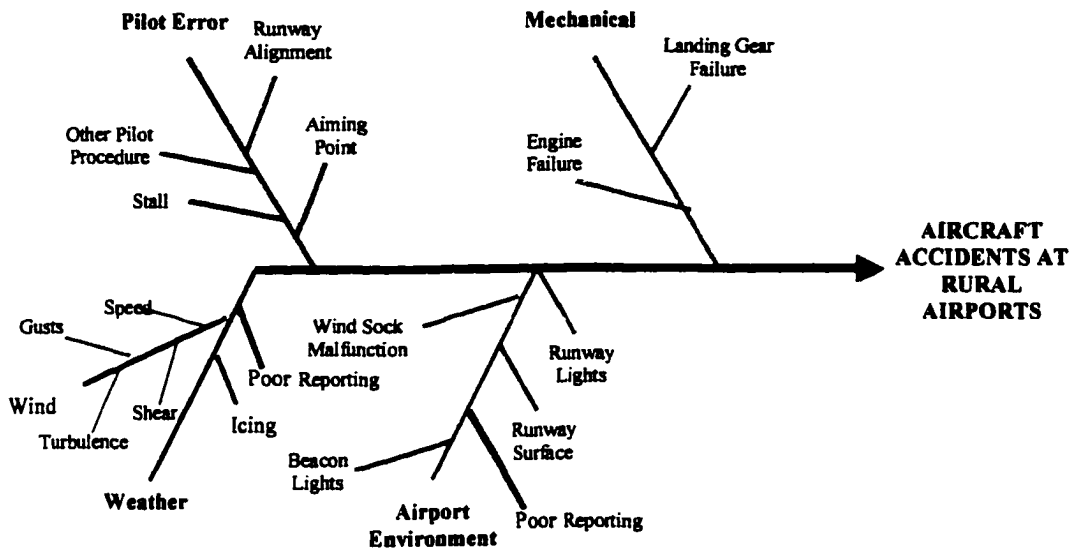 Pilot Error
Runway
Alignment
Other Pilot
Procedure
Aiming
Point
Stall
Mechanical
Landing Gear
Failure
Engine
Failure
AIRCRAFT
ACCIDENTS AT
RURAL
AIRPORTS
Speed
Gusts
Wind
Turbulence
Shear
Poor Reporting
Icing
Weather
Wind Sock
Malfunction
Runway
Lights
Runway
Surface
Beacon
Lights
Poor Reporting
Airport
Environment